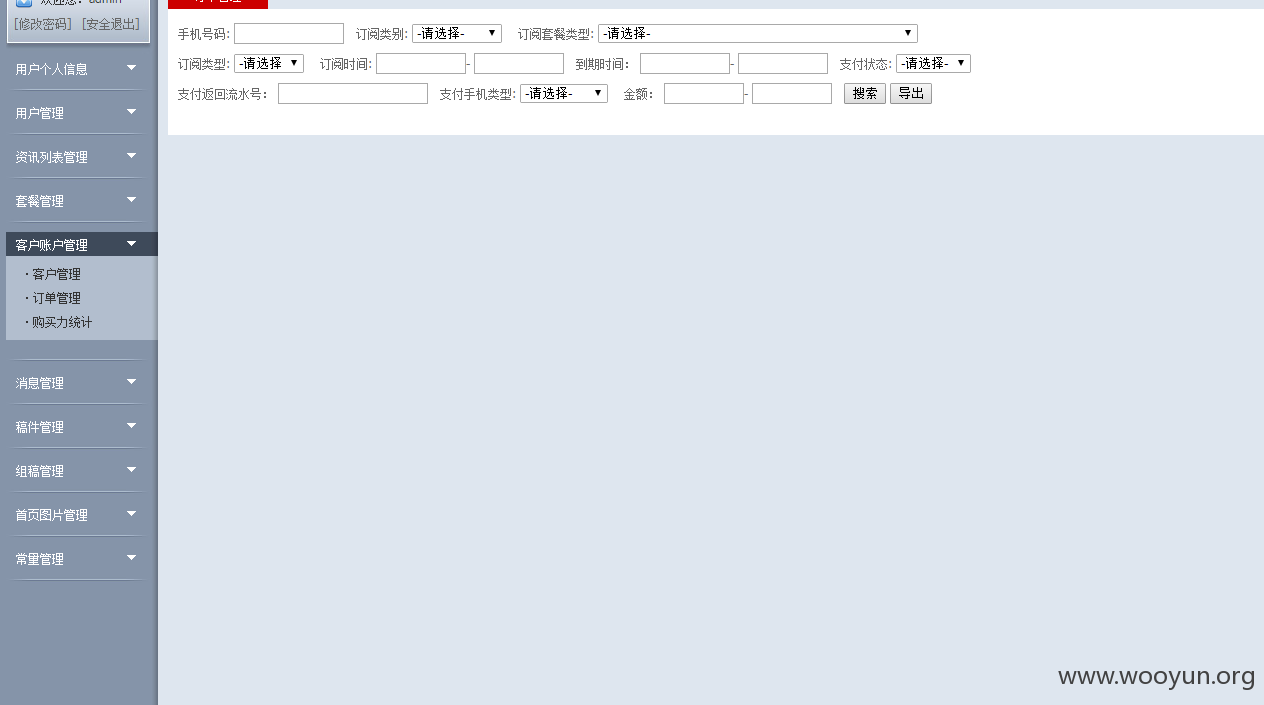 欢迎您: admin
[修改密码] [安全退出]
用户个人信息
用户管理
资讯列表管理
套餐管理
客户账户管理
· 客户管理
· 订单管理
· 购买力统计
消息管理
稿件管理
组稿管理
首页图片管理
常量管理
订单管理
手机号码: 订阅类别: -请选择- 订阅套餐类型: -请选择-
订阅类型: -请选择 订阅时间: - 到期时间: - 支付状态: -请选择-
支付返回流水号: 支付手机类型: -请选择- 金额: - 搜索 导出
www.wooyun.org